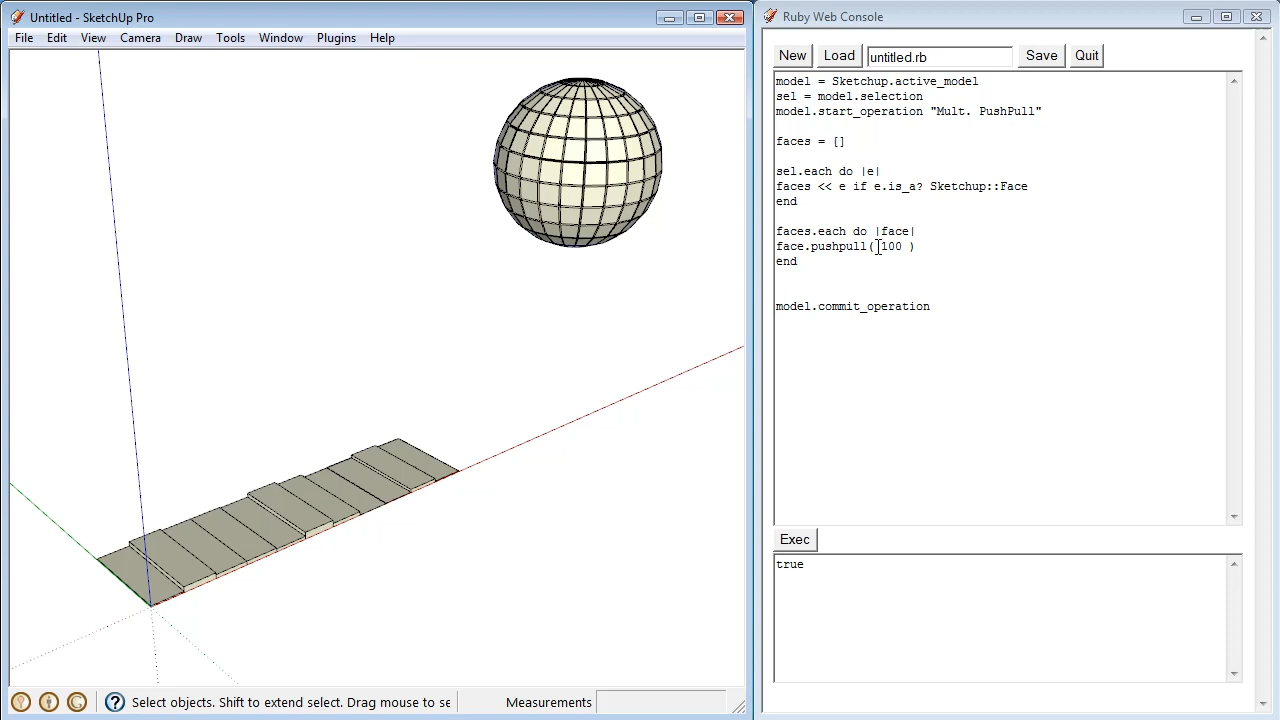 Untitled - SketchUp Pro
File Edit View Camera Draw Tools Window Plugins Help
Select objects. Shift to extend select. Drag mouse to se
Measurements
Ruby Web Console
New Load untitled.rb Save Quit
model = Sketchup.active_model
sel = model.selection
model.start_operation "Mult. PushPull"
faces = []
sel.each do |e|
faces << e if e.is_a? Sketchup::Face
end
faces.each do |face|
face.pushpull( 100 )
end
model.commit_operation
Exec
true